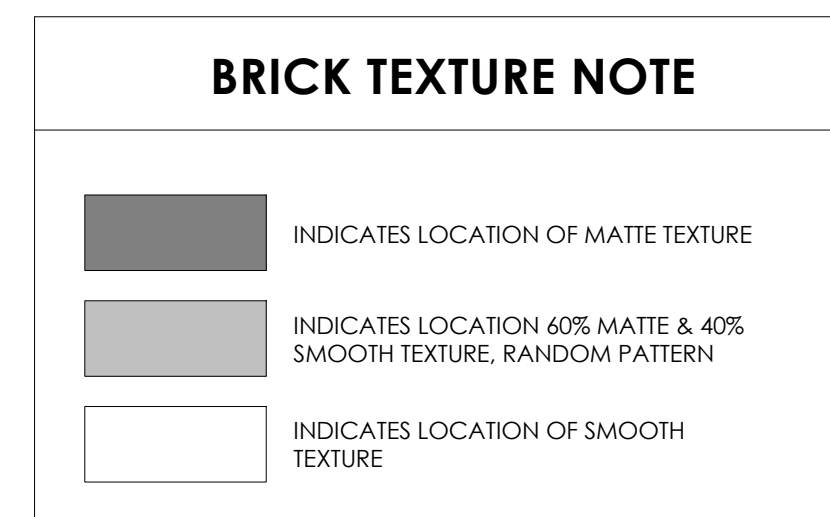 BRICK TEXTURE NOTE
INDICATES LOCATION OF MATTE TEXTURE
INDICATES LOCATION 60% MATTE & 40%
SMOOTH TEXTURE, RANDOM PATTERN
INDICATES LOCATION OF SMOOTH
TEXTURE